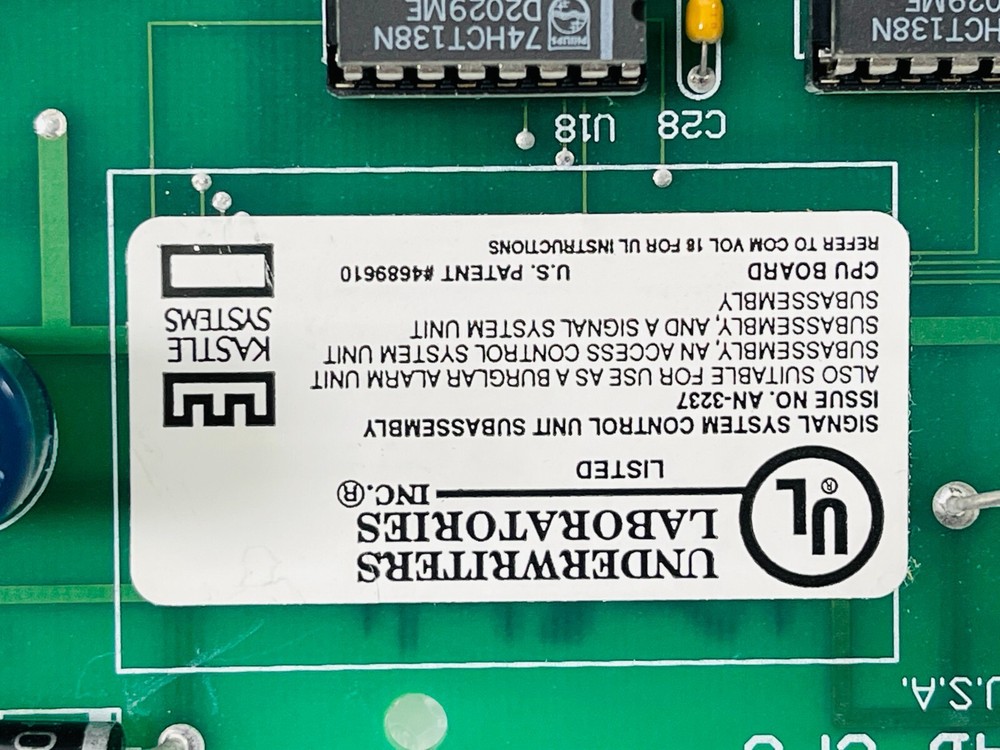 U.S.A.
UL®
UNDERWRITERS
LABORATORIES
INC.®
LISTED
SIGNAL SYSTEM CONTROL UNIT SUBASSEMBLY
ISSUE NO. AN-3237
ALSO SUITABLE FOR USE AS A BURGLAR ALARM UNIT
SUBASSEMBLY, AN ACCESS CONTROL SYSTEM UNIT
SUBASSEMBLY, AND A SIGNAL SYSTEM UNIT
SUBASSEMBLY
CPU BOARD U.S. PATENT #4689610
REFER TO COM VOL 18 FOR UL INSTRUCTIONS
KASTLE
SYSTEMS
C28
U18
74HCT138N
D2029ME
PHILIPS
HCT138N
029ME